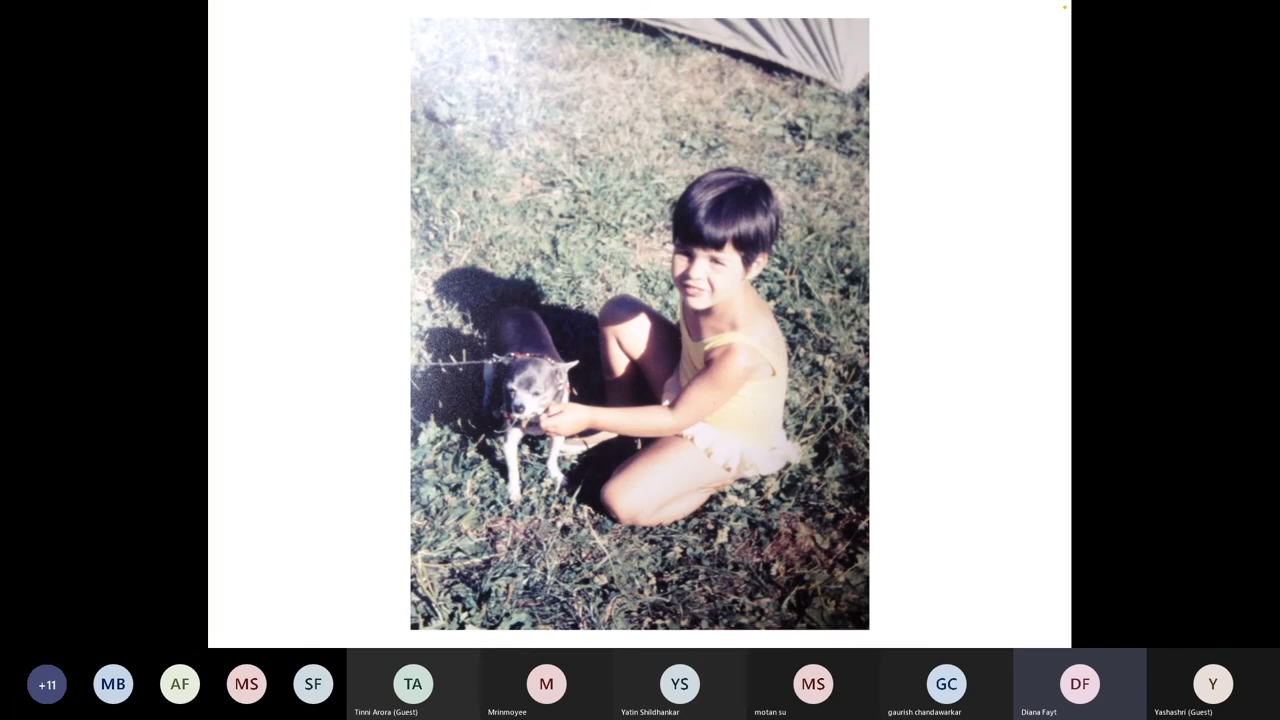 +11
MB
AF
MS
SF
TA
M
YS
MS
GC
DF
Y
Tinni Arora (Guest)
Mrinmoyee
Yatin Shildhankar
motan su
gaurish chandawarkar
Diana Fayt
Yashashri (Guest)